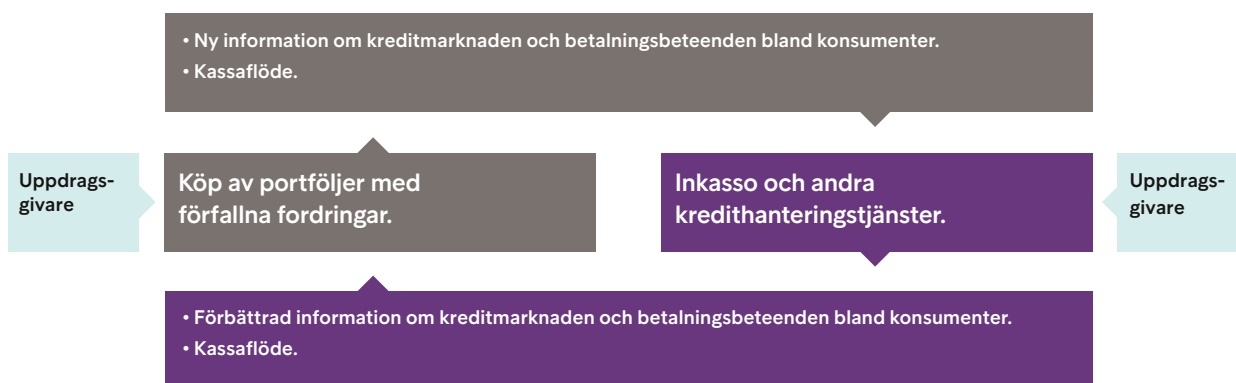 • Ny information om kreditmarknaden och betalningsbeteenden bland konsumenter.
• Kassaflöde.
Uppdrags-
givare
Köp av portföljer med
förfallna fordringar.
Inkasso och andra
kredithanteringstjänster.
Uppdrags-
givare
• Förbättrad information om kreditmarknaden och betalningsbeteenden bland konsumenter.
• Kassaflöde.